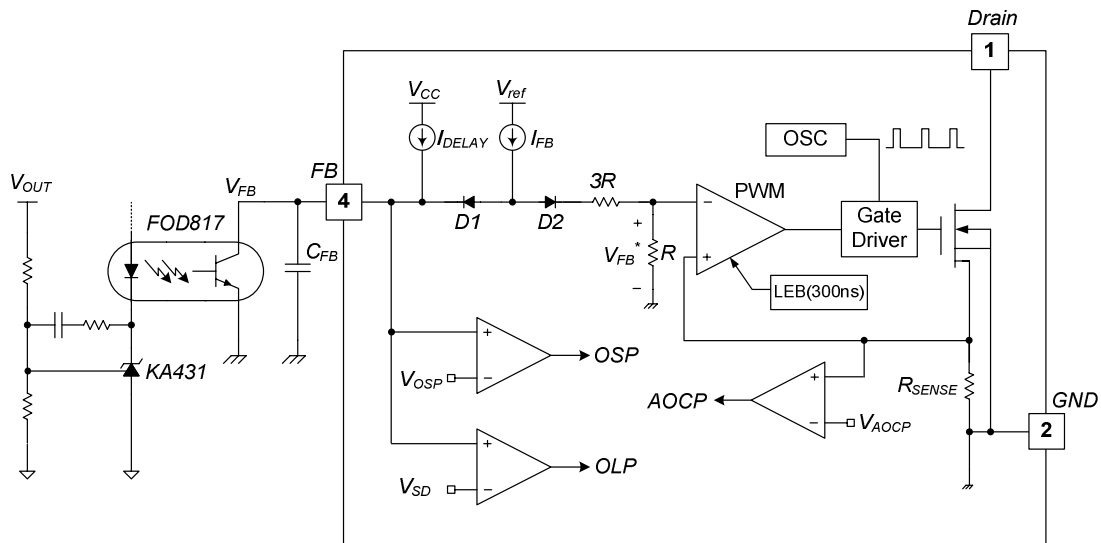 Drain
1
V_CC
V_ref
I_DELAY
I_FB
OSC
FB
4
V_OUT
V_FB
FOD817
C_FB
D1
D2
3R
PWM
Gate
Driver
+
V_FB*
R
−
−
+
LEB(300ns)
KA431
+
V_OSP
−
OSP
AOCP
+
−
V_AOCP
R_SENSE
GND
2
+
V_SD
−
OLP